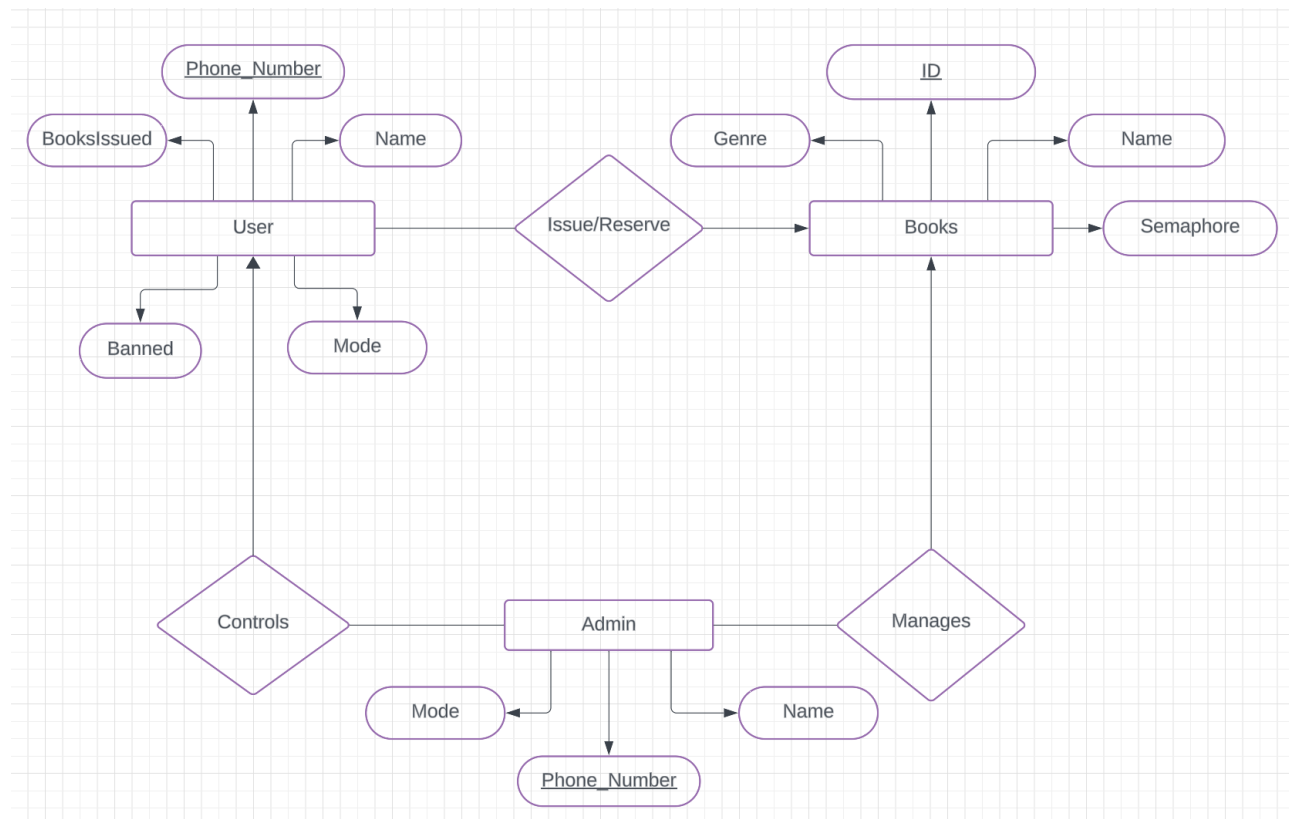 Phone_Number
ID
BooksIssued
Name
Genre
Name
User
Issue/Reserve
Books
Semaphore
Banned
Mode
Controls
Admin
Manages
Mode
Name
Phone_Number